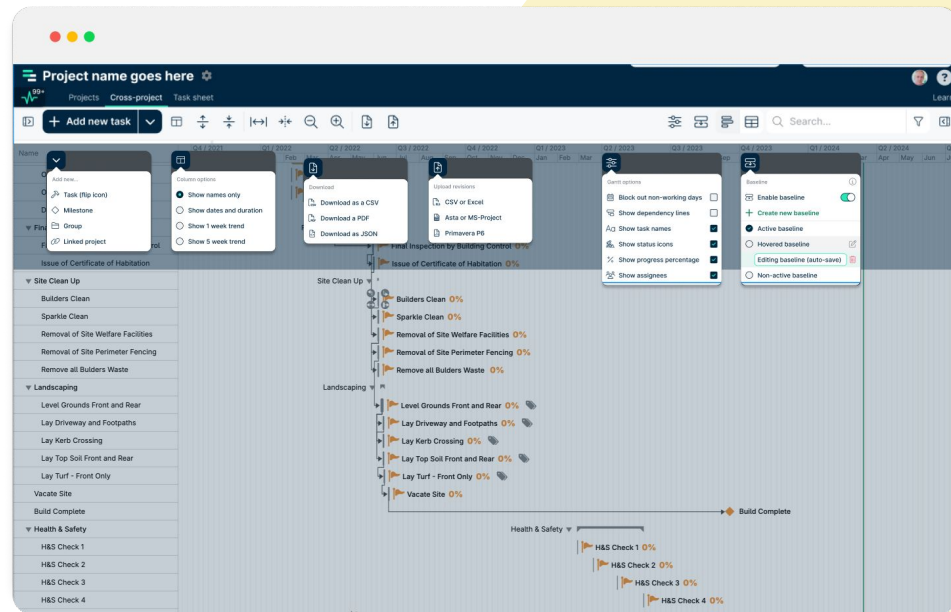 Project name goes here
99+
Projects Cross-project Task sheet
Learn
Add new task
Search...
Name
Q4 / 2021 Q1 / 2022 Q2 / 2022 Q3 / 2022 Q4 / 2022 Q1 / 2023 Q2 / 2023 Q3 / 2023 Q4 / 2023 Q1 / 2024 Q2 / 2024
Feb Jan Feb Mar Apr May Jun
Add new...
Task (flip icon)
Milestone
Group
Linked project
Column options
Show names only
Show dates and duration
Show 1 week trend
Show 5 week trend
Download
Download as a CSV
Download a PDF
Download as JSON
Upload revisions
CSV or Excel
Asta or MS-Project
Primavera P6
Gantt options
Block out non-working days
Show dependency lines
Show task names
Show status icons
Show progress percentage
Show assignees
Baseline
Enable baseline
Create new baseline
Active baseline
Hovered baseline
Editing baseline (auto-save)
Non-active baseline
Final Inspection by Building Control 0%
Issue of Certificate of Habitation
Issue of Certificate of Habitation 0%
Site Clean Up
Site Clean Up
Builders Clean
Builders Clean 0%
Sparkle Clean
Sparkle Clean 0%
Removal of Site Welfare Facilities
Removal of Site Welfare Facilities 0%
Removal of Site Perimeter Fencing
Removal of Site Perimeter Fencing 0%
Remove all Bulders Waste
Remove all Bulders Waste 0%
Landscaping
Landscaping
Level Grounds Front and Rear
Level Grounds Front and Rear 0%
Lay Driveway and Footpaths
Lay Driveway and Footpaths 0%
Lay Kerb Crossing
Lay Kerb Crossing 0%
Lay Top Soil Front and Rear
Lay Top Soil Front and Rear 0%
Lay Turf - Front Only
Lay Turf - Front Only 0%
Vacate Site
Vacate Site 0%
Build Complete
Build Complete
Health & Safety
Health & Safety
H&S Check 1
H&S Check 1 0%
H&S Check 2
H&S Check 2 0%
H&S Check 3
H&S Check 3 0%
H&S Check 4
H&S Check 4 0%